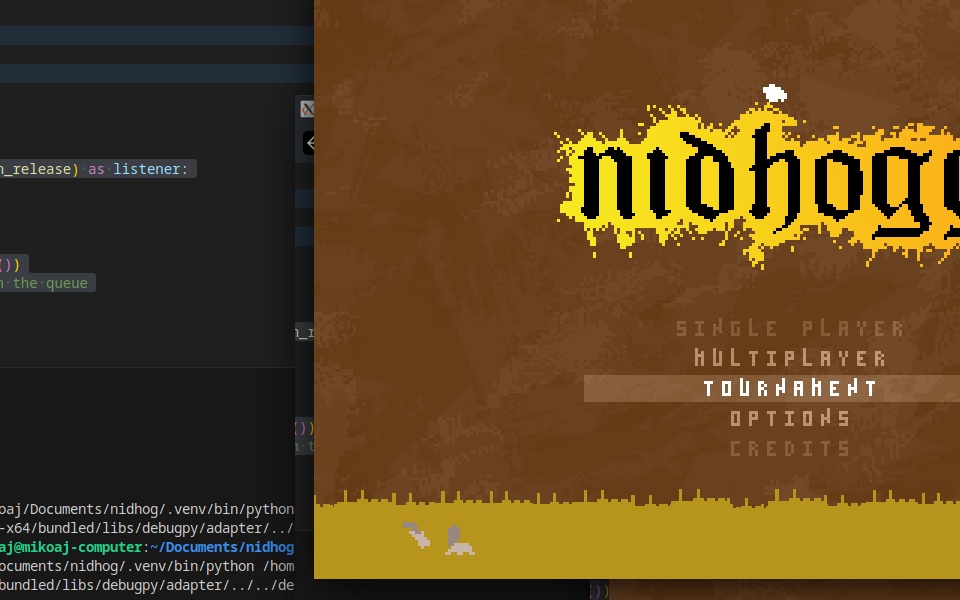 n_release) as listener:
())
n the queue
nidhogg
SINGLE PLAYER
MULTIPLAYER
TOURNAMENT
OPTIONS
CREDITS
n_r
())
n t
oaj/Documents/nidhog/.venv/bin/python
-x64/bundled/libs/debugpy/adapter/../
aj@mikoaj-computer:~/Documents/nidhog
ocuments/nidhog/.venv/bin/python /hom
bundled/libs/debugpy/adapter/../../de
())